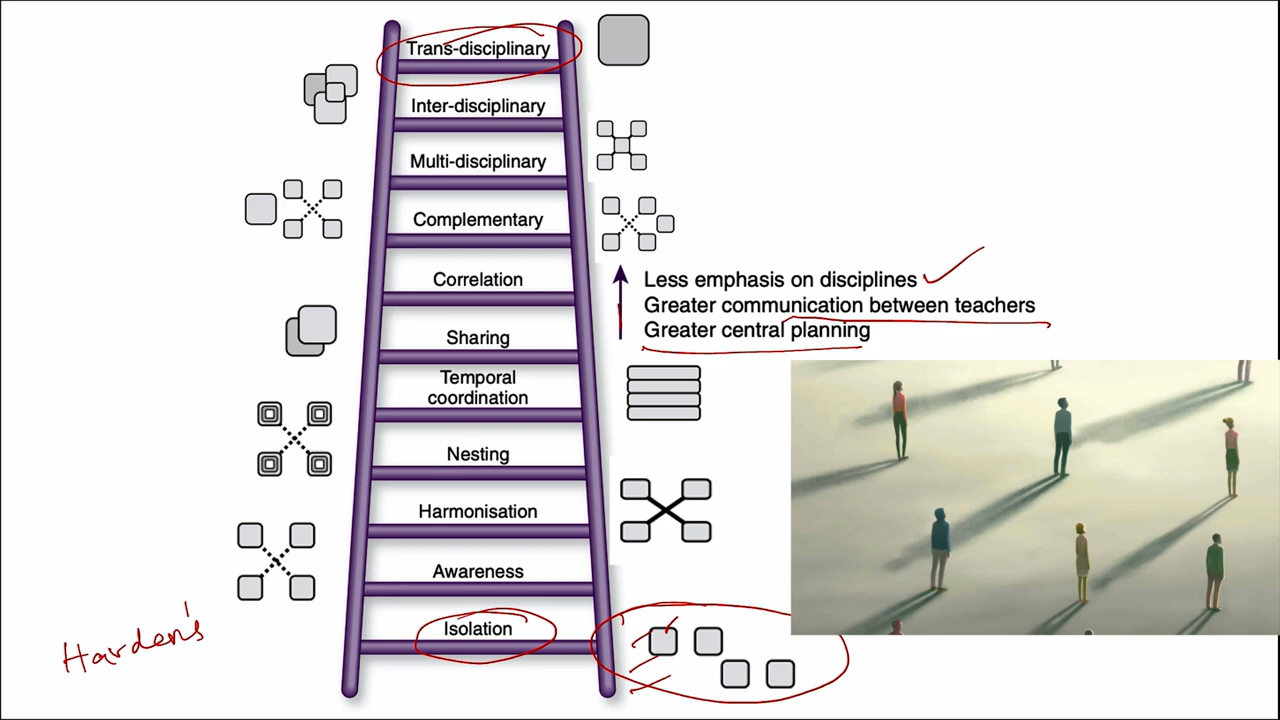 Trans-disciplinary
Inter-disciplinary
Multi-disciplinary
Complementary
Correlation
Sharing
Temporal
coordination
Nesting
Harmonisation
Awareness
Isolation
Less emphasis on disciplines
Greater communication between teachers
Greater central planning
Harden's